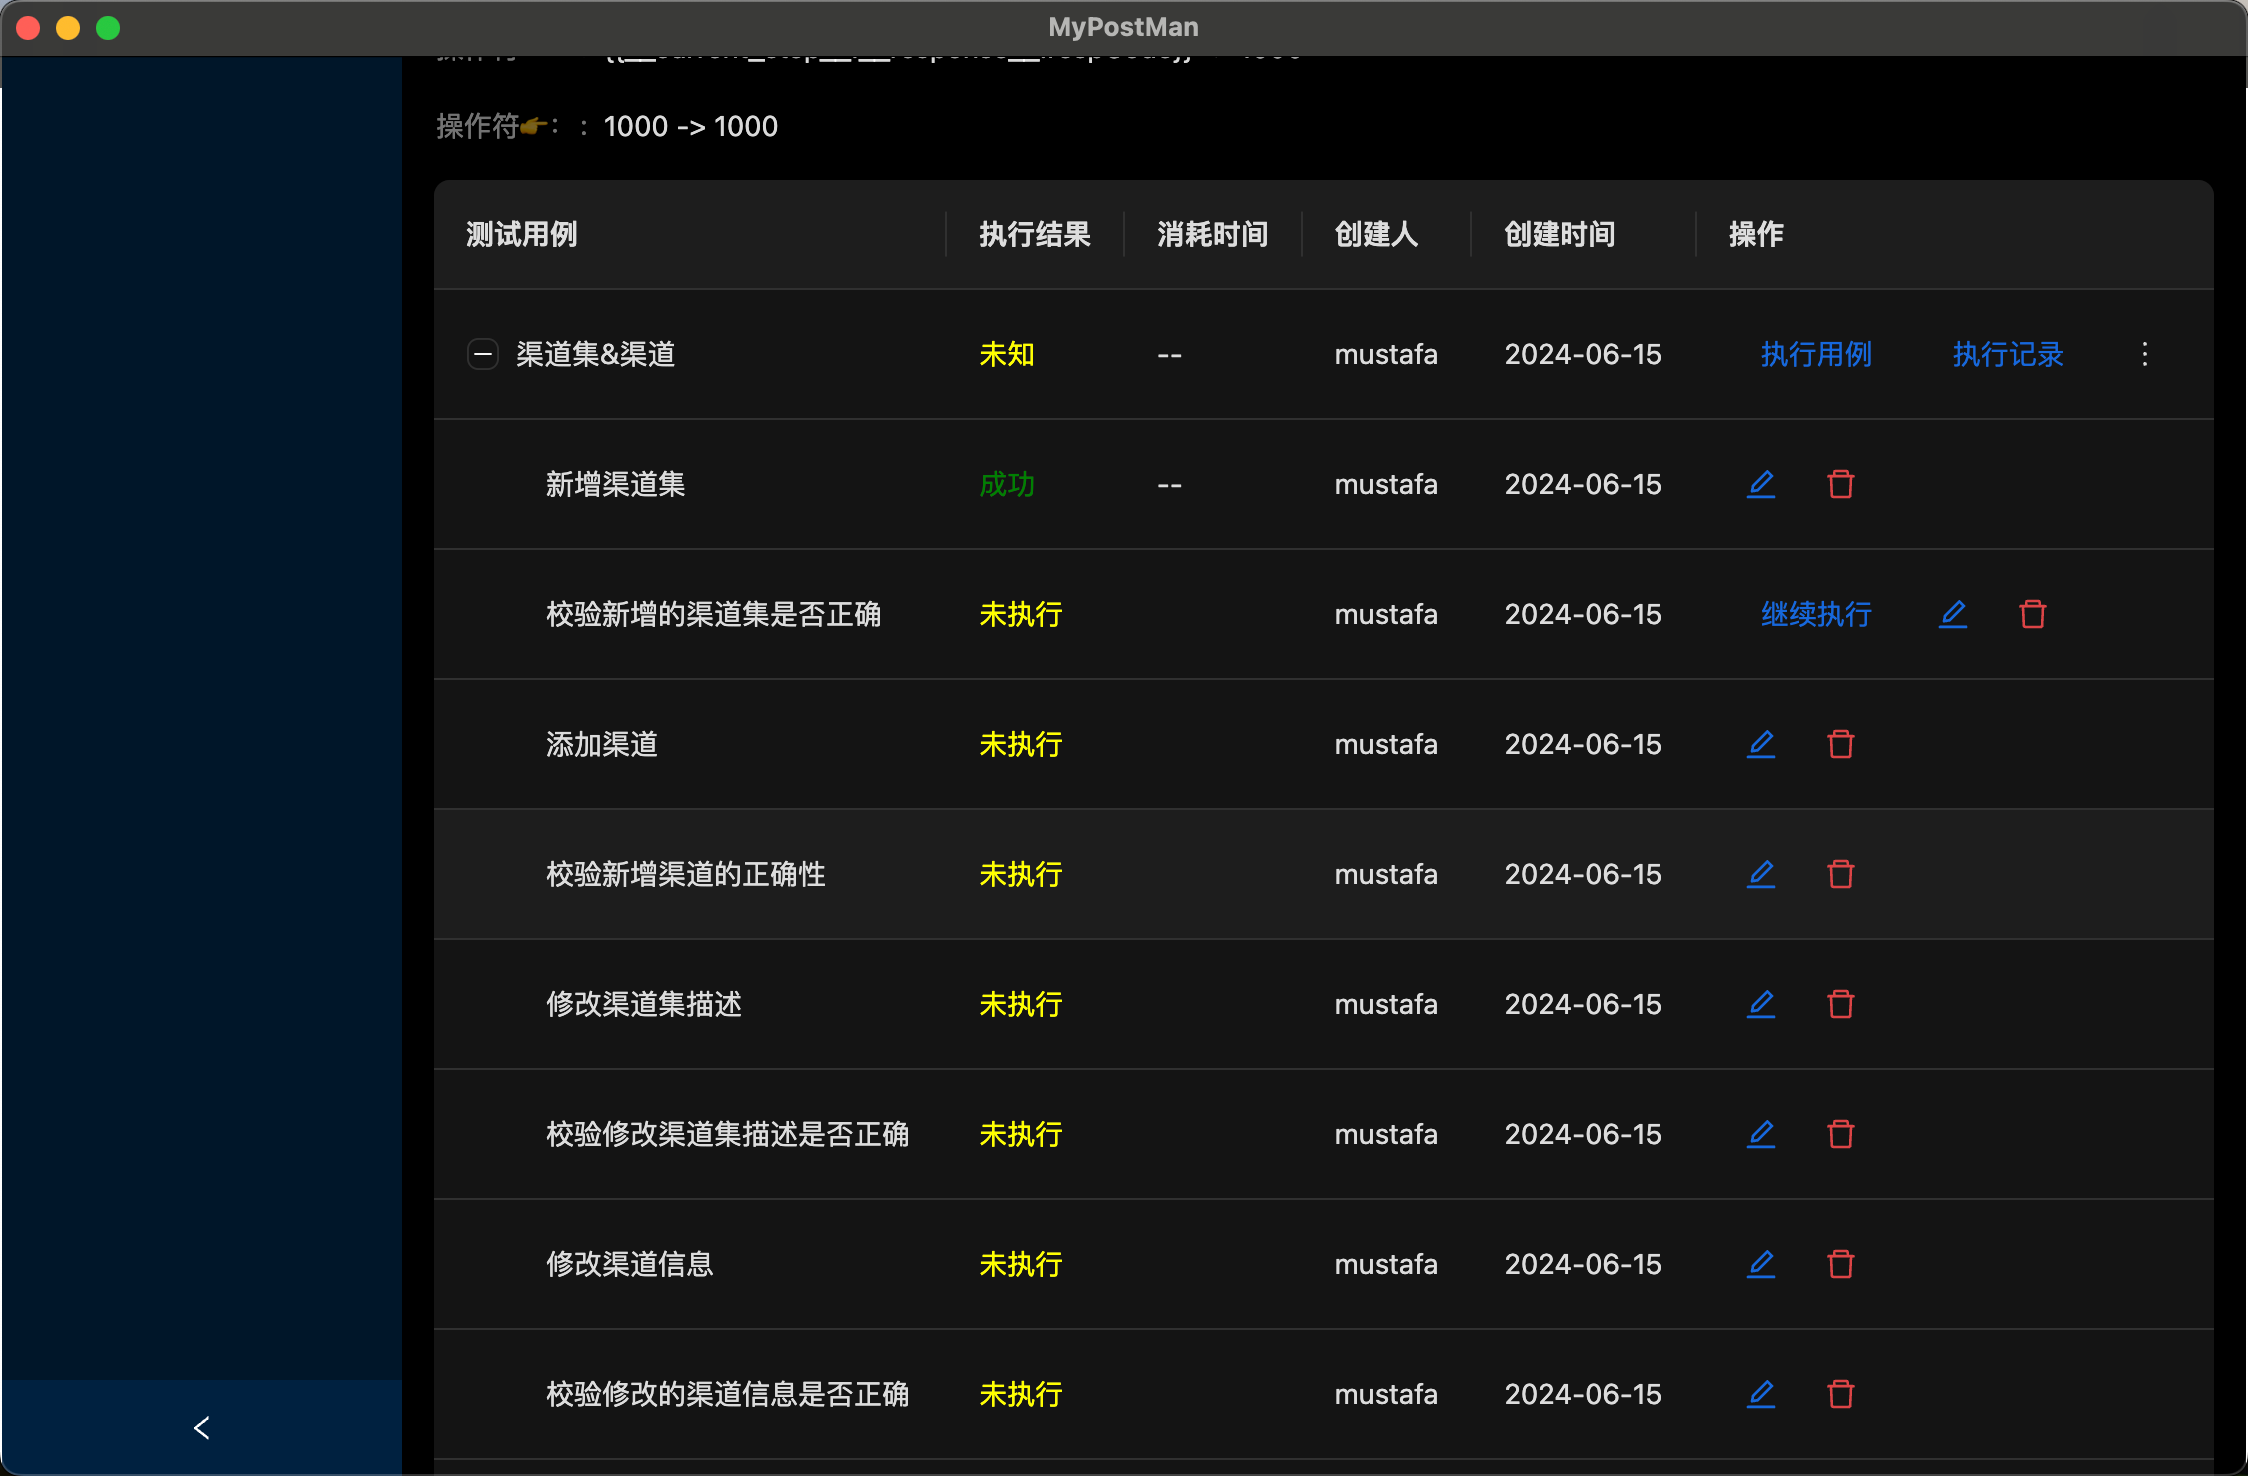 MyPostMan
操作符👉： : 1000 -> 1000
测试用例 执行结果 消耗时间 创建人 创建时间 操作
渠道集&渠道 未知 -- mustafa 2024-06-15 执行用例 执行记录
新增渠道集 成功 -- mustafa 2024-06-15
校验新增的渠道集是否正确 未执行 mustafa 2024-06-15 继续执行
添加渠道 未执行 mustafa 2024-06-15
校验新增渠道的正确性 未执行 mustafa 2024-06-15
修改渠道集描述 未执行 mustafa 2024-06-15
校验修改渠道集描述是否正确 未执行 mustafa 2024-06-15
修改渠道信息 未执行 mustafa 2024-06-15
校验修改的渠道信息是否正确 未执行 mustafa 2024-06-15